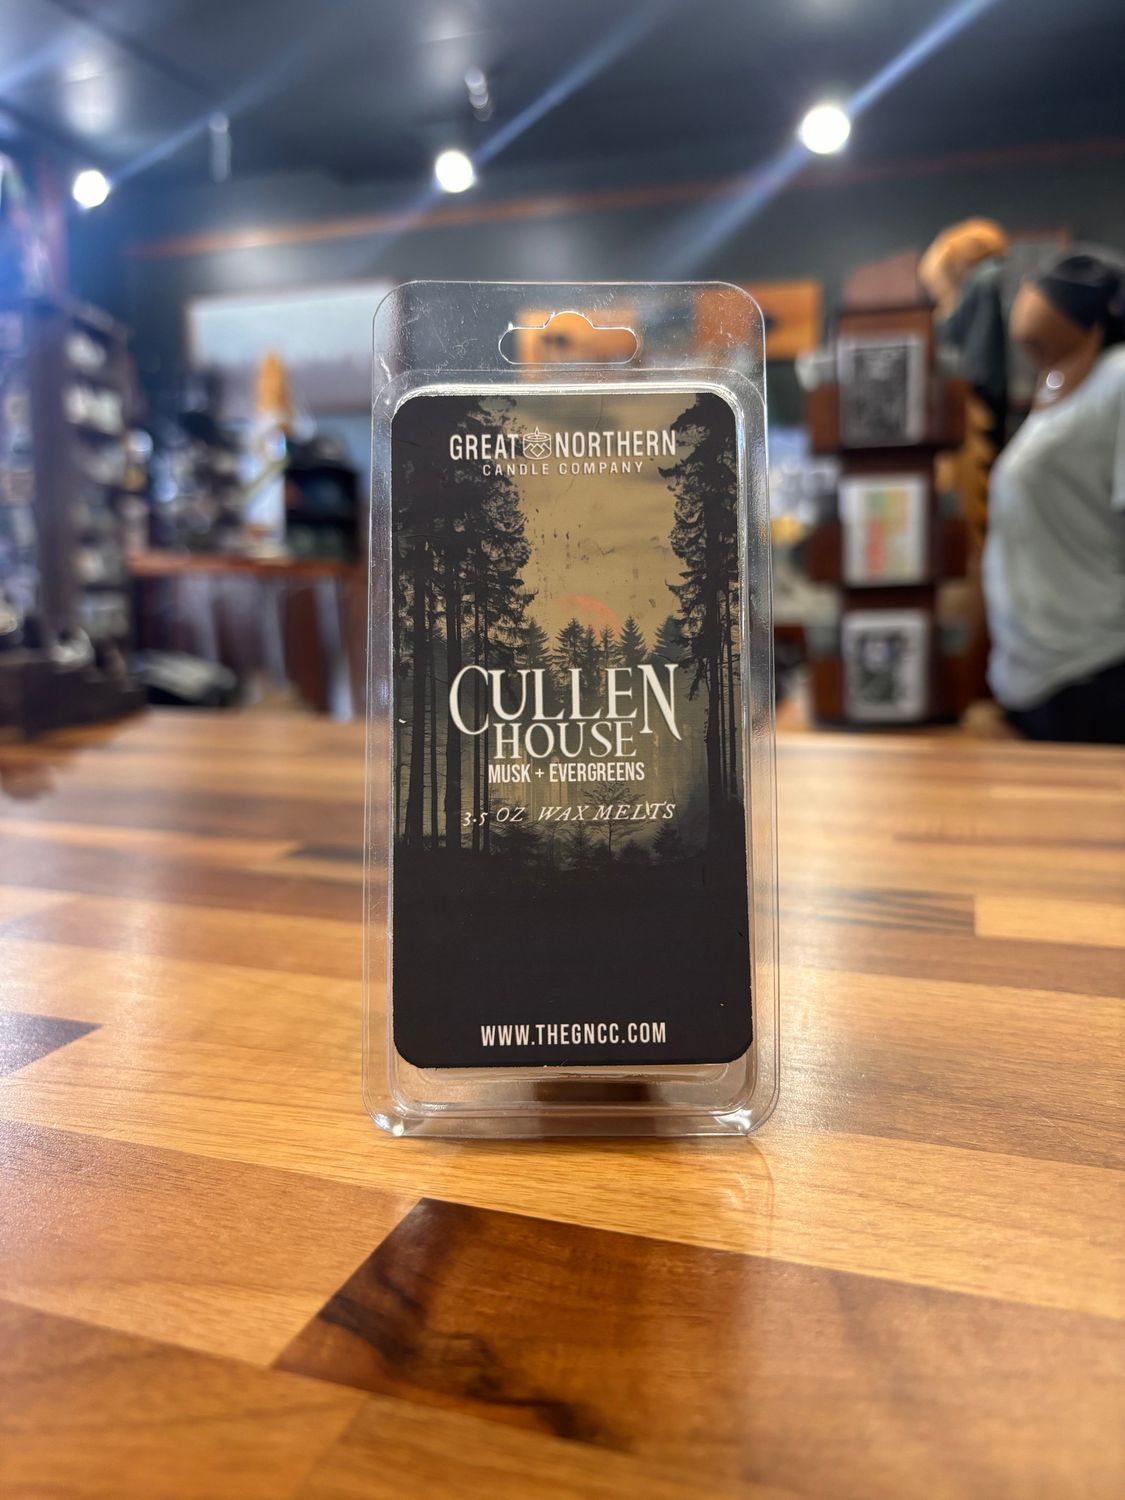 GREAT NORTHERN
CANDLE COMPANY
CULLEN
HOUSE
MUSK + EVERGREENS
3.5 OZ WAX MELTS
WWW.THEGNCC.COM